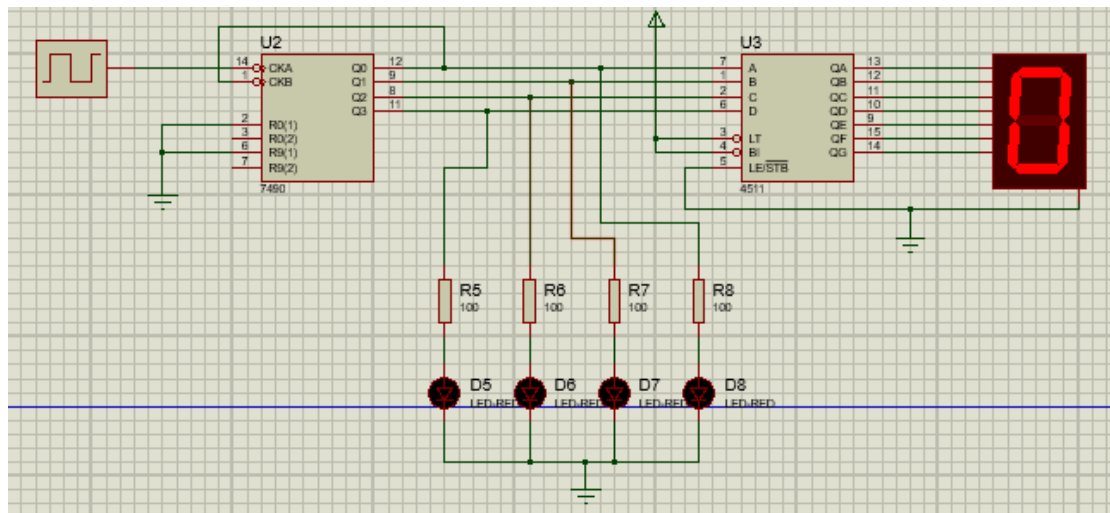 U2
14
CKA
Q0
12
1
CKB
Q1
9
Q2
8
Q3
11
2
R0(1)
3
R0(2)
6
R9(1)
7
R9(2)
7490
U3
7
A
QA
13
1
B
QB
12
2
C
QC
11
6
D
QD
10
QE
9
3
LT
QF
15
4
BI
QG
14
5
LE/STB
4511
0
R5
100
R6
100
R7
100
R8
100
D5
LED-RED
D6
LED-RED
D7
LED-RED
D8
LED-RED